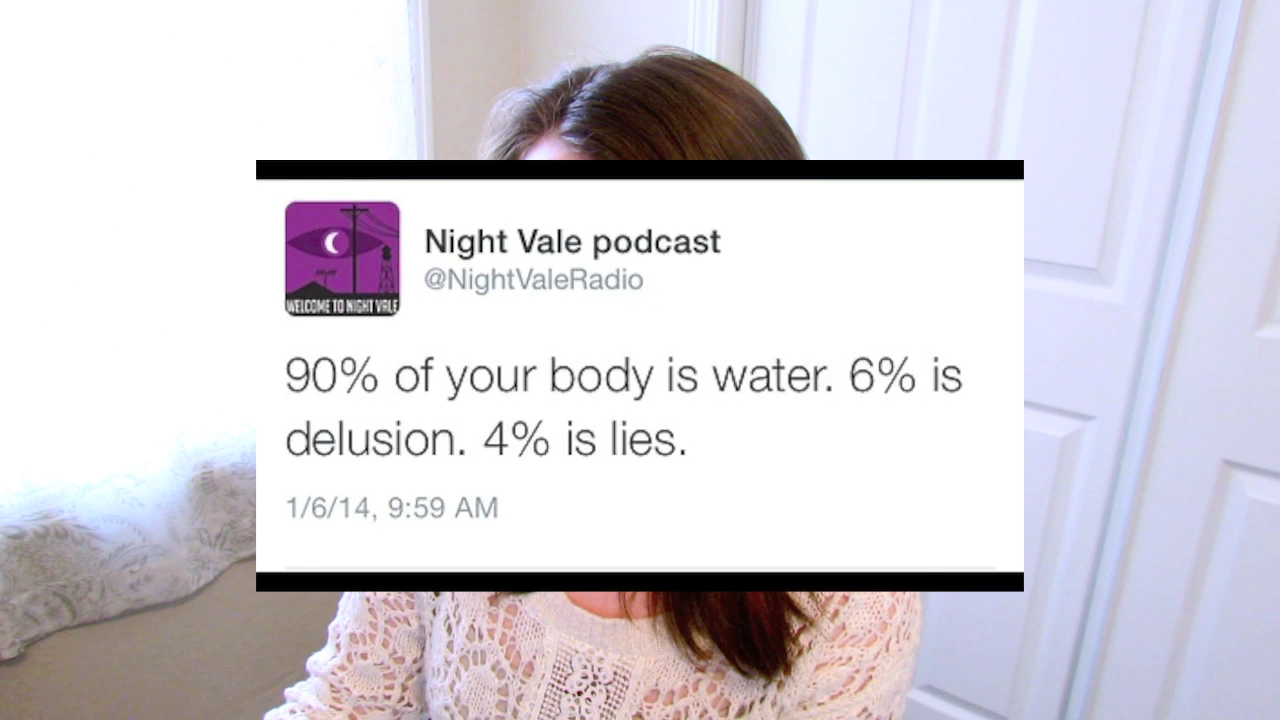 WELCOME TO NIGHT VALE
Night Vale podcast
@NightValeRadio
90% of your body is water. 6% is
delusion. 4% is lies.
1/6/14, 9:59 AM